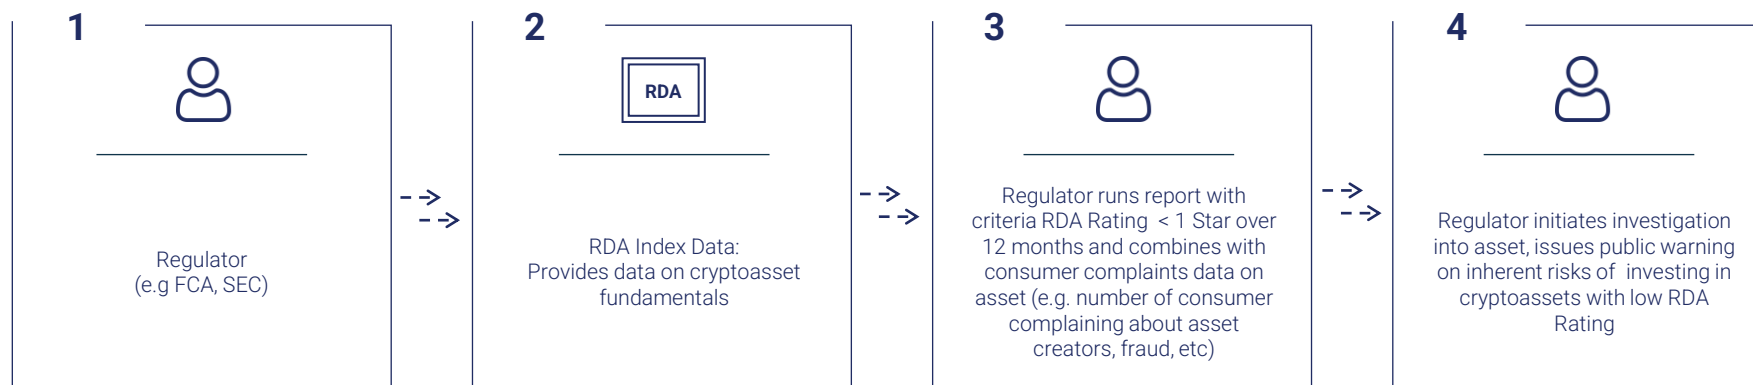 1
Regulator
(e.g FCA, SEC)
2
RDA
RDA Index Data:
Provides data on cryptoasset
fundamentals
3
Regulator runs report with
criteria RDA Rating < 1 Star over
12 months and combines with
consumer complaints data on
asset (e.g. number of consumer
complaining about asset
creators, fraud, etc)
4
Regulator initiates investigation
into asset, issues public warning
on inherent risks of investing in
cryptoassets with low RDA
Rating